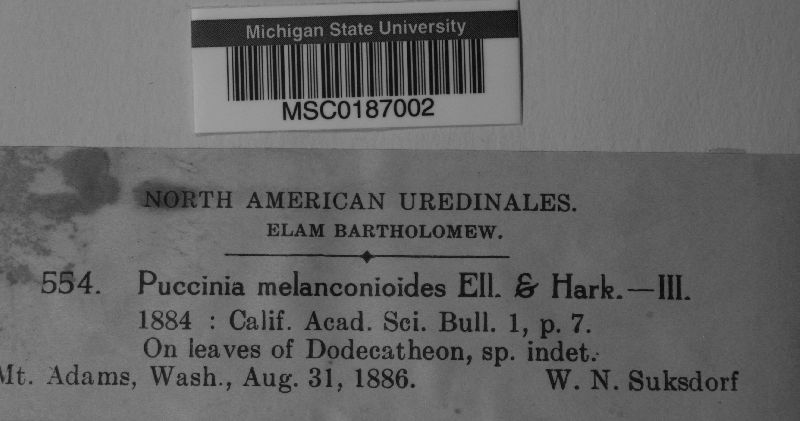 Michigan State University
MSC0187002
NORTH AMERICAN UREDINALES.
ELAM BARTHOLOMEW.
554. Puccinia melanconioides Ell. & Hark.—III.
1884 : Calif. Acad. Sci. Bull. 1, p. 7.
On leaves of Dodecatheon, sp. indet.
Mt. Adams, Wash., Aug. 31, 1886. W. N. Suksdorf